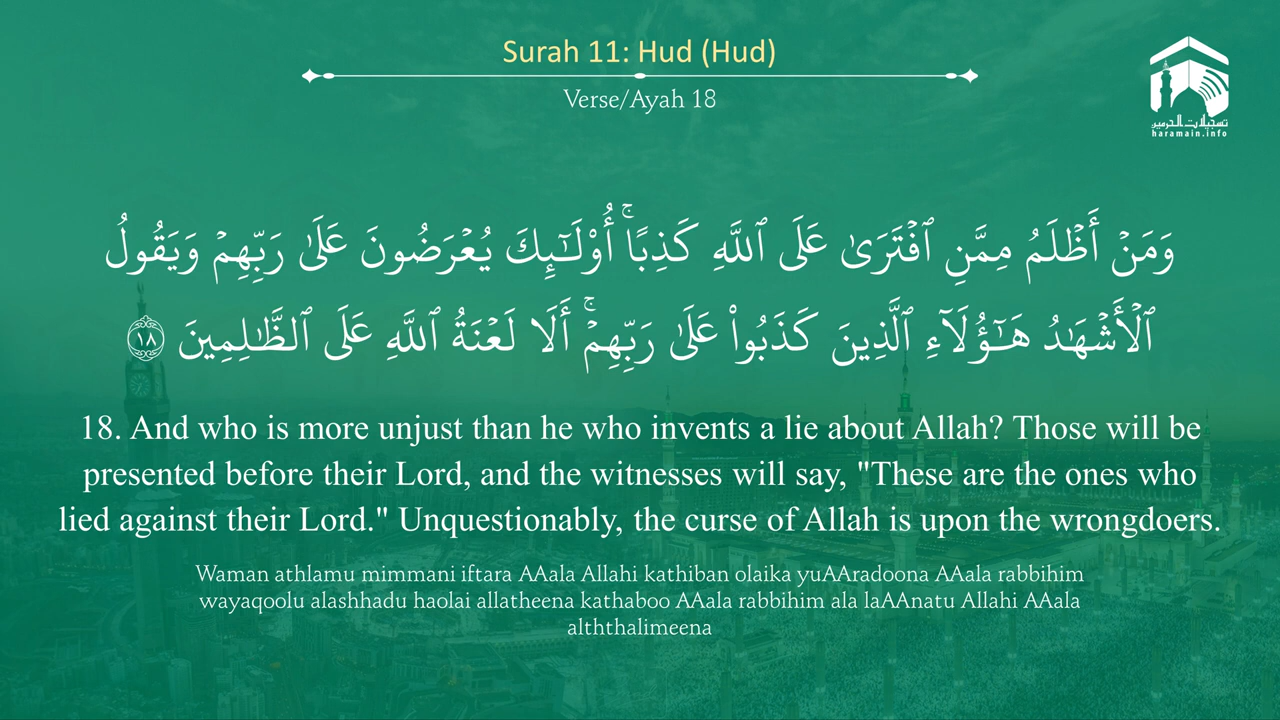 Surah 11: Hud (Hud)
Verse/Ayah 18
تسجيلات الحرمين
haramain.info
وَمَنۡ أَظۡلَمُ مِمَّنِ ٱفۡتَرَىٰ عَلَى ٱللَّهِ كَذِبًاۚ أُوْلَـٰٓئِكَ يُعۡرَضُونَ عَلَىٰ رَبِّهِمۡ وَيَقُولُ
ٱلۡأَشۡهَـٰدُ هَـٰٓؤُلَآءِ ٱلَّذِينَ كَذَبُواْ عَلَىٰ رَبِّهِمۡۚ أَلَا لَعۡنَةُ ٱللَّهِ عَلَى ٱلظَّـٰلِمِينَ ١٨
18. And who is more unjust than he who invents a lie about Allah? Those will be
presented before their Lord, and the witnesses will say, "These are the ones who
lied against their Lord." Unquestionably, the curse of Allah is upon the wrongdoers.
Waman athlamu mimmani iftara AAala Allahi kathiban olaika yuAAradoona AAala rabbihim
wayaqoolu alashhadu haolai allatheena kathaboo AAala rabbihim ala laAAnatu Allahi AAala
alththalimeena